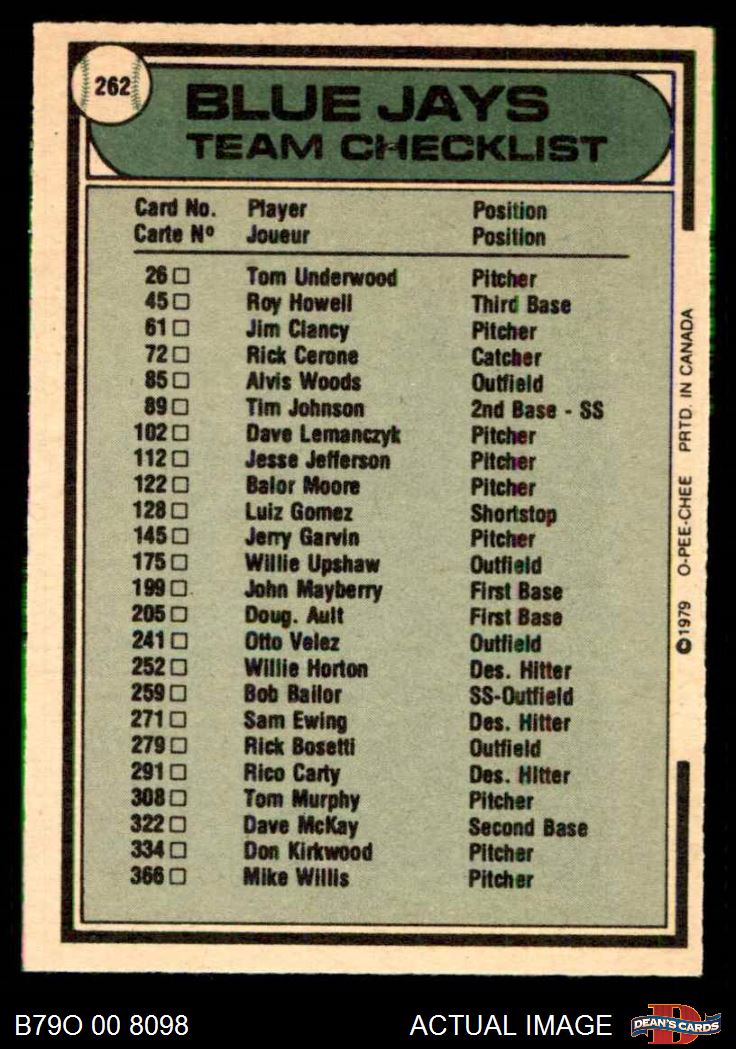 262
BLUE JAYS
TEAM CHECKLIST
Card No. Player Position
Carte Nº Joueur Position
26 □ Tom Underwood Pitcher
45 □ Roy Howell Third Base
61 □ Jim Clancy Pitcher
72 □ Rick Cerone Catcher
85 □ Alvis Woods Outfield
89 □ Tim Johnson 2nd Base - SS
102 □ Dave Lemanczyk Pitcher
112 □ Jesse Jefferson Pitcher
122 □ Balor Moore Pitcher
128 □ Luiz Gomez Shortstop
145 □ Jerry Garvin Pitcher
175 □ Willie Upshaw Outfield
199 □ John Mayberry First Base
205 □ Doug. Ault First Base
241 □ Otto Velez Outfield
252 □ Willie Horton Des. Hitter
259 □ Bob Bailor SS-Outfield
271 □ Sam Ewing Des. Hitter
279 □ Rick Bosetti Outfield
291 □ Rico Carty Des. Hitter
308 □ Tom Murphy Pitcher
322 □ Dave McKay Second Base
334 □ Don Kirkwood Pitcher
366 □ Mike Willis Pitcher
©1979 O-PEE-CHEE PRTD. IN CANADA
B79O 00 8098 ACTUAL IMAGE
D
DEAN'S CARDS